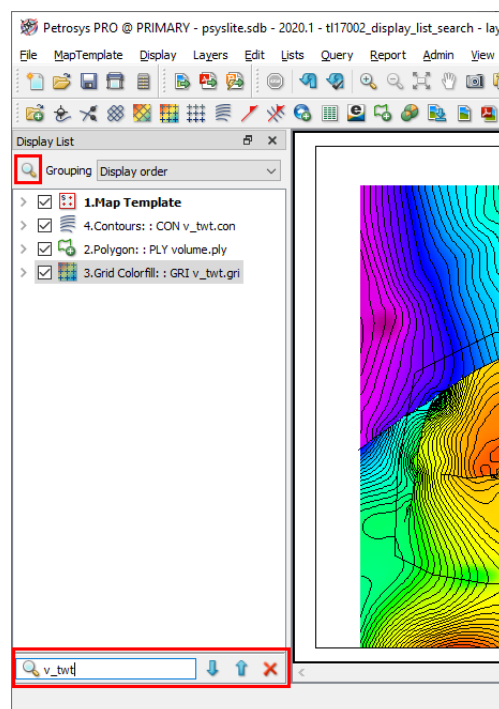 Petrosys PRO @ PRIMARY - psyslite.sdb - 2020.1 - tl17002_display_list_search - lay
File MapTemplate Display Layers Edit Lists Query Report Admin View
Display List
Grouping Display order
1.Map Template
4.Contours: : CON v_twt.con
2.Polygon: : PLY volume.ply
3.Grid Colorfill: : GRI v_twt.gri
v_twt